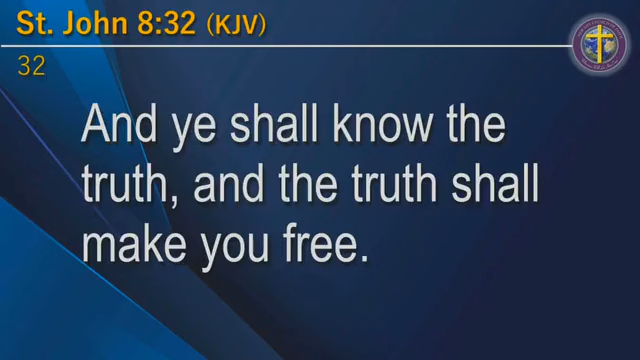 St. John 8:32 (KJV)
32
And ye shall know the
truth, and the truth shall
make you free.